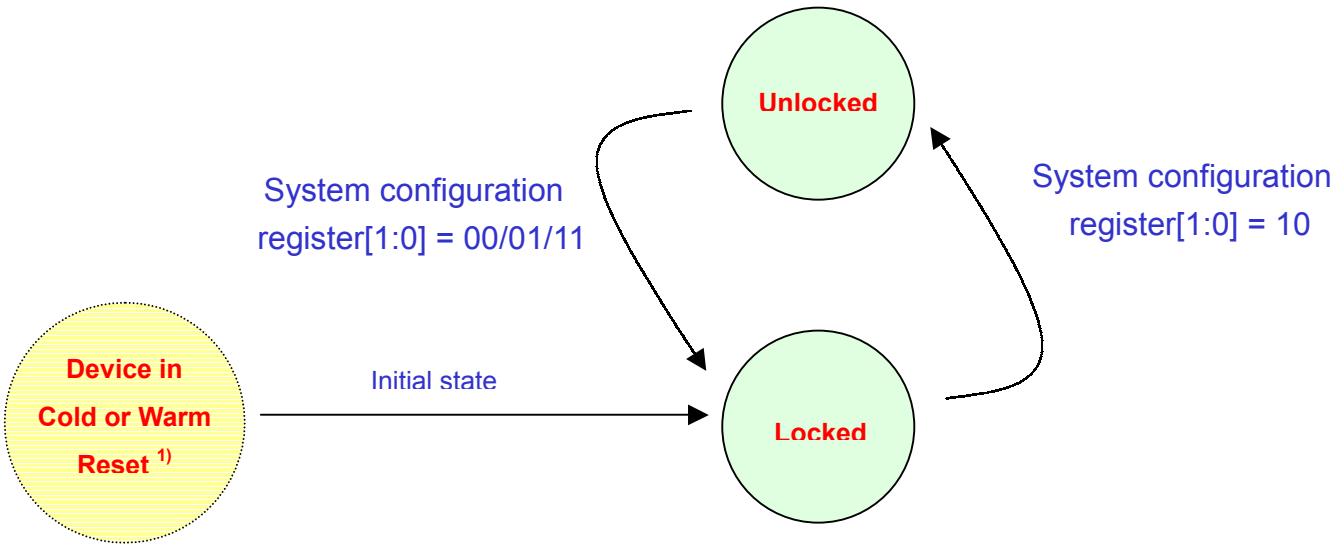 Unlocked
System configuration
register[1:0] = 00/01/11
System configuration
register[1:0] = 10
Device in
Cold or Warm
Reset 1)
Initial state
Locked